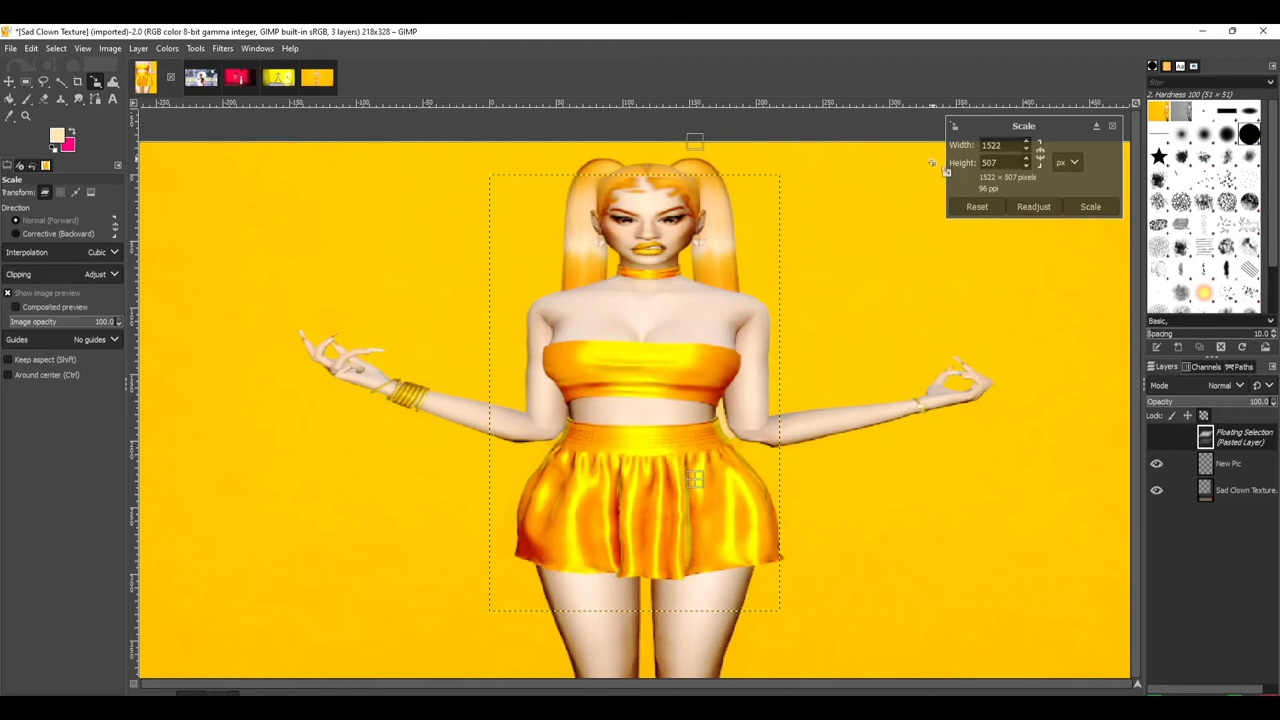 *[Sad Clown Texture] (imported)-2.0 (RGB color 8-bit gamma integer, GIMP built-in sRGB, 3 layers) 218x328 – GIMP
File Edit Select View Image Layer Colors Tools Filters Windows Help
Scale
Transform:
Direction
Normal (Forward)
Corrective (Backward)
Interpolation Cubic
Clipping Adjust
Show image preview
Composited preview
Image opacity 100.0
Guides No guides
Keep aspect (Shift)
Around center (Ctrl)
Scale
Width: 1522
Height: 507 px
1522 × 507 pixels
96 ppi
Reset Readjust Scale
filter
2. Hardness 100 (51 × 51)
Basic,
Spacing 10.0
Layers Channels Paths
Mode Normal
Opacity 100.0
Lock:
Floating Selection
(Pasted Layer)
New Pic
Sad Clown Texture.